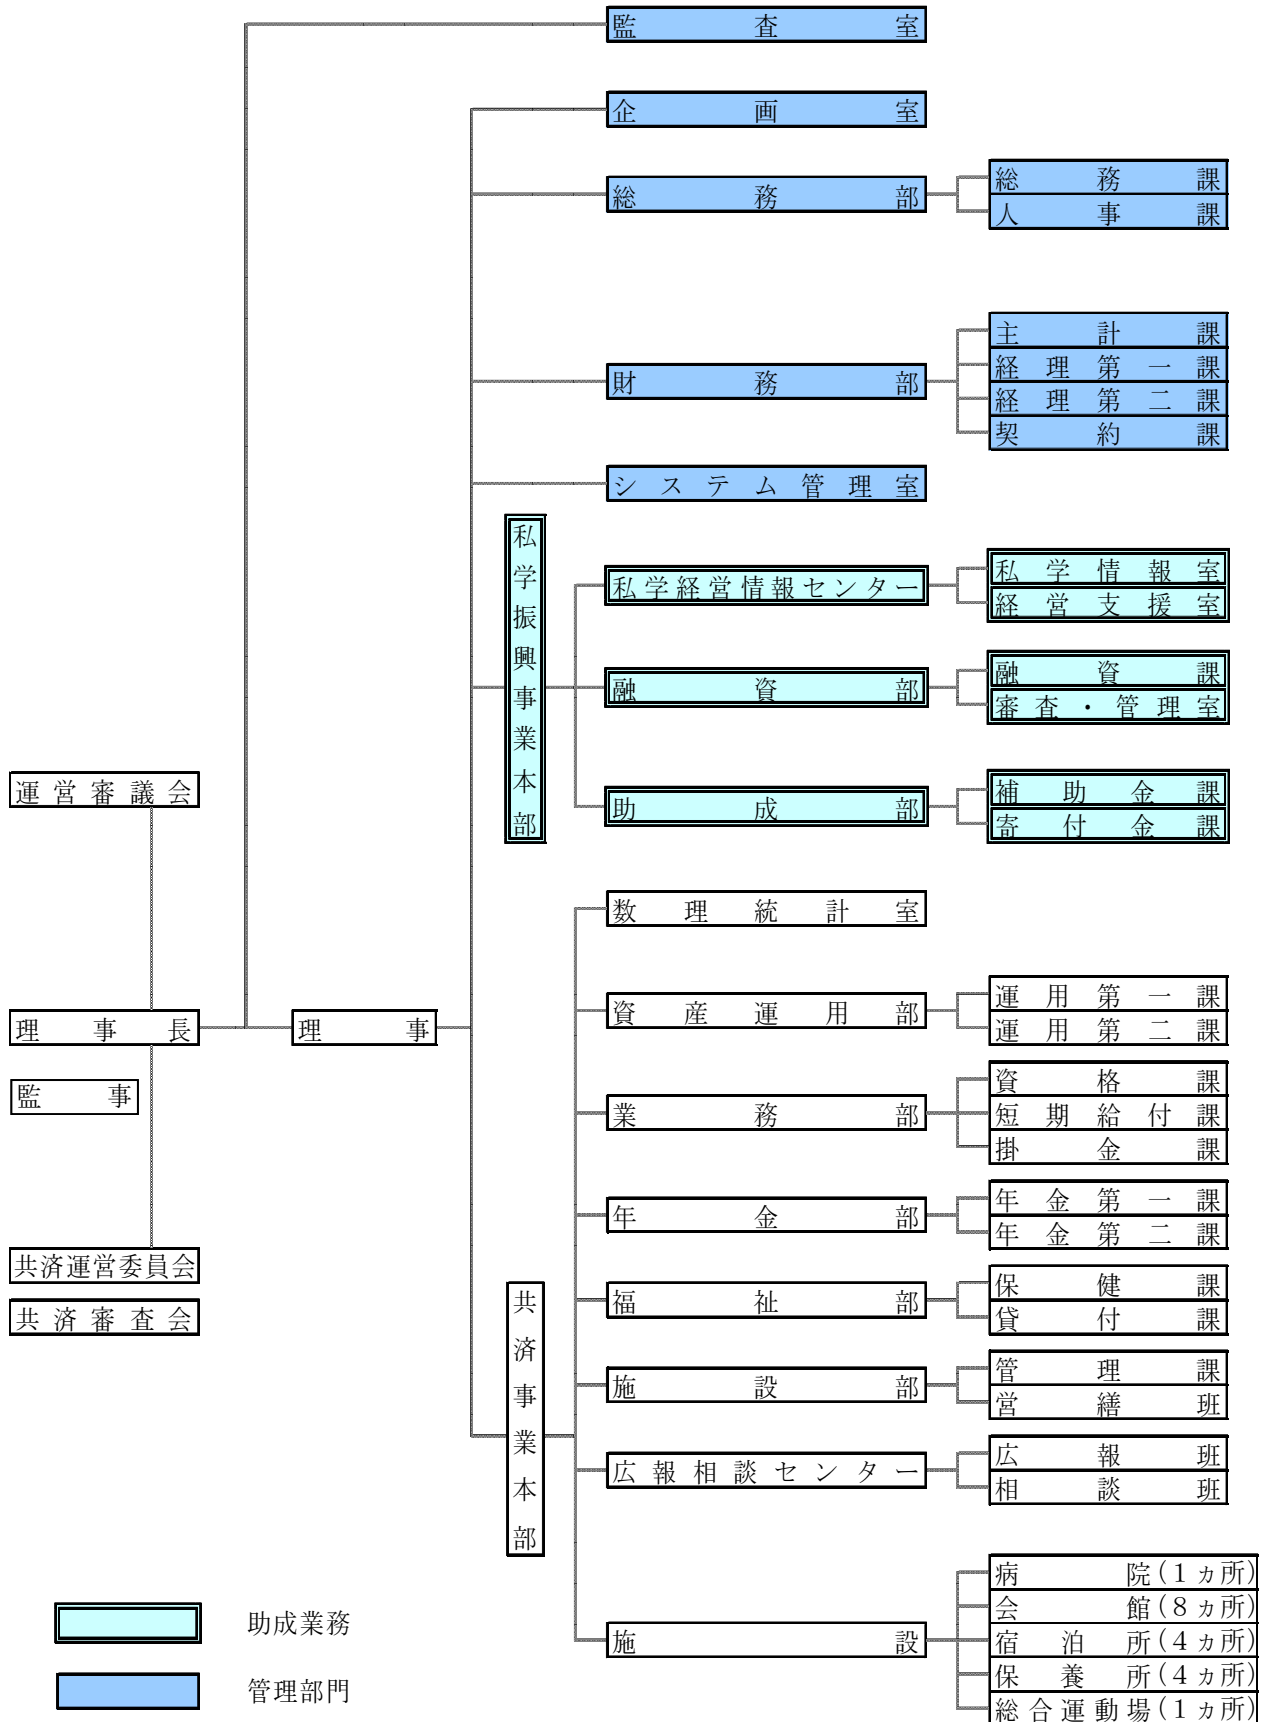 監査室
企画室
総務部
総務課
人事課
財務部
主計課
経理第一課
経理第二課
契約課
システム管理室
私学振興事業本部
私学経営情報センター
私学情報室
経営支援室
融資部
融資課
審査・管理室
助成部
補助金課
寄付金課
運営審議会
理事長
理事
監事
共済運営委員会
共済審査会
共済事業本部
数理統計室
資産運用部
運用第一課
運用第二課
業務部
資格課
短期給付課
掛金課
年金部
年金第一課
年金第二課
福祉部
保健課
貸付課
施設部
管理課
営繕班
広報相談センター
広報班
相談班
施設
病院(1ヵ所)
会館(8ヵ所)
宿泊所(4ヵ所)
保養所(4ヵ所)
総合運動場(1ヵ所)
助成業務
管理部門